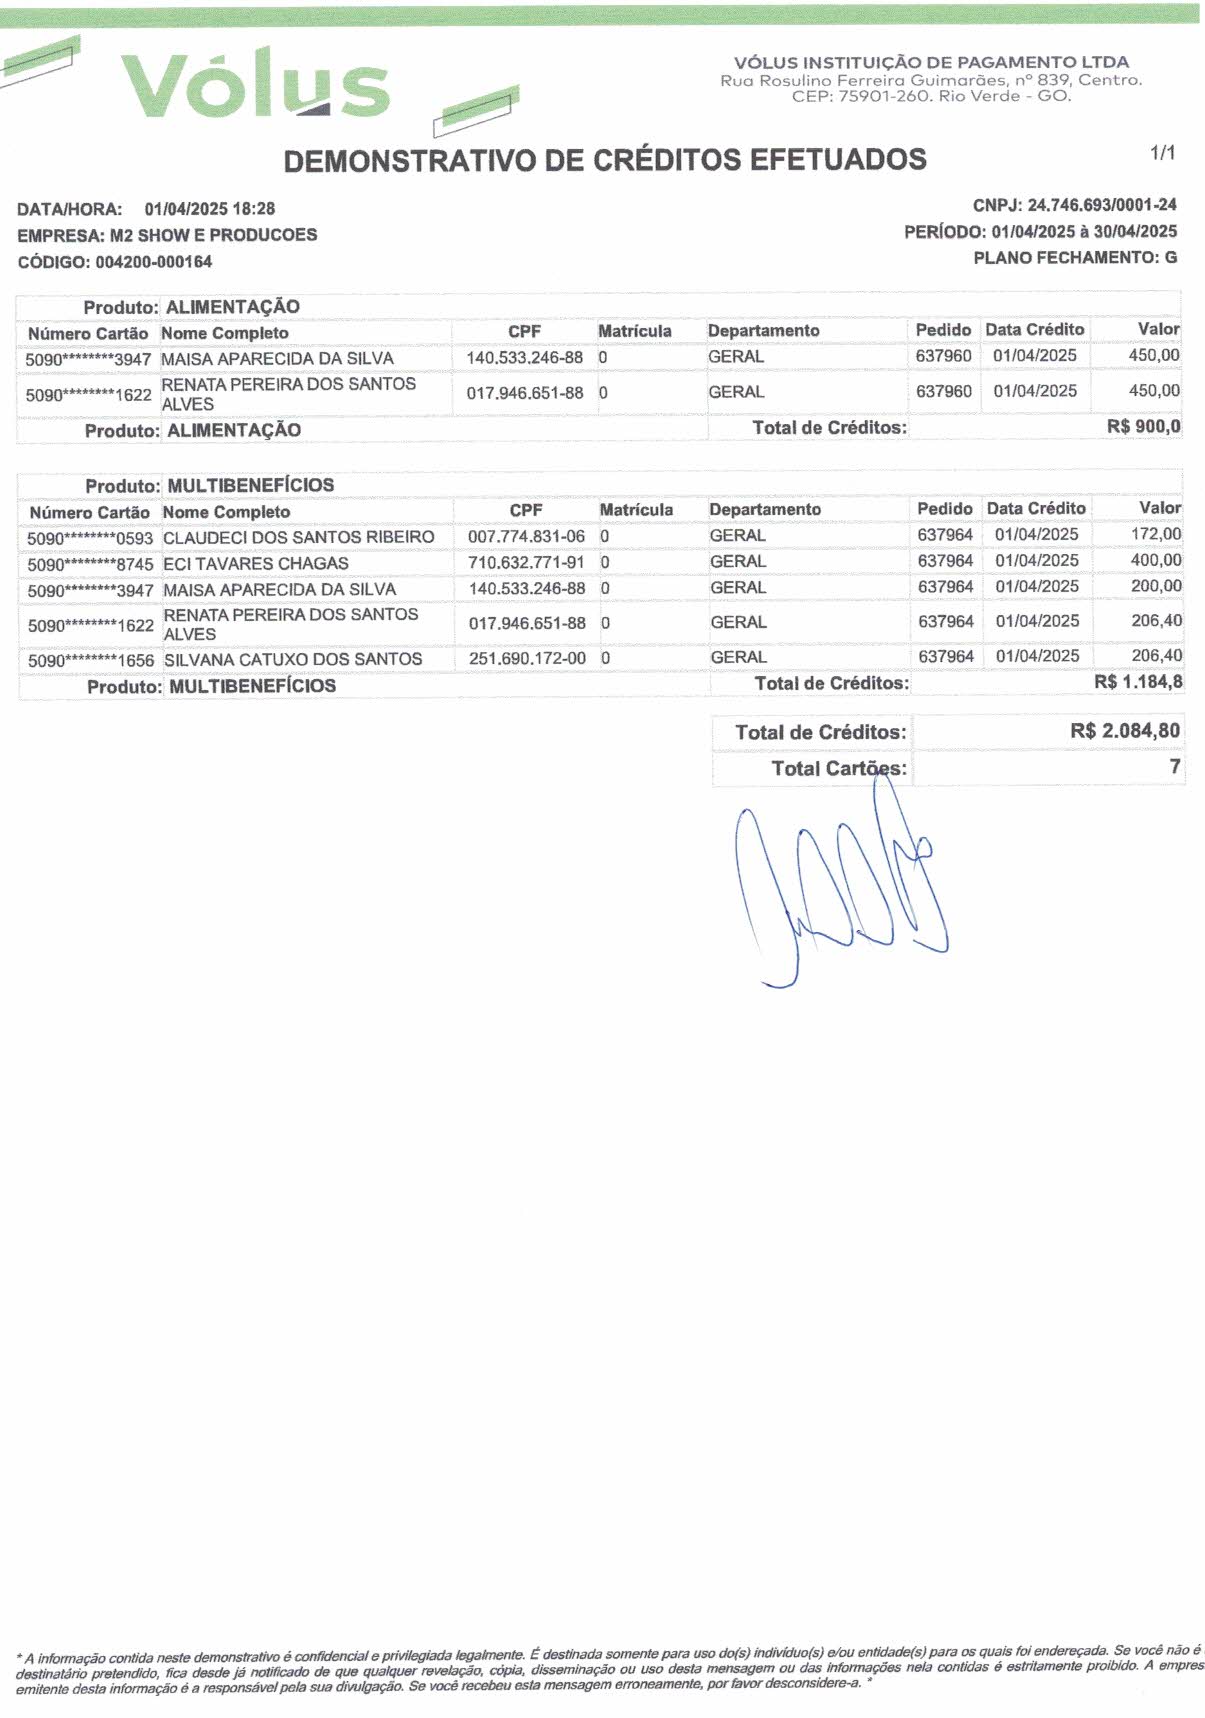 Vólus
VÓLUS INSTITUIÇÃO DE PAGAMENTO LTDA
Rua Rosulino Ferreira Guimarães, nº 839, Centro.
CEP: 75901-260. Rio Verde - GO.
DEMONSTRATIVO DE CRÉDITOS EFETUADOS 1/1
DATA/HORA: 01/04/2025 18:28 CNPJ: 24.746.693/0001-24
EMPRESA: M2 SHOW E PRODUCOES PERÍODO: 01/04/2025 à 30/04/2025
CÓDIGO: 004200-000164 PLANO FECHAMENTO: G
Produto: ALIMENTAÇÃO
Número Cartão Nome Completo CPF Matrícula Departamento Pedido Data Crédito Valor
5090********3947 MAISA APARECIDA DA SILVA 140.533.246-88 0 GERAL 637960 01/04/2025 450,00
5090********1622 RENATA PEREIRA DOS SANTOS 017.946.651-88 0 GERAL 637960 01/04/2025 450,00
ALVES
Produto: ALIMENTAÇÃO Total de Créditos: R$ 900,0
Produto: MULTIBENEFÍCIOS
Número Cartão Nome Completo CPF Matrícula Departamento Pedido Data Crédito Valor
5090********0593 CLAUDECI DOS SANTOS RIBEIRO 007.774.831-06 0 GERAL 637964 01/04/2025 172,00
5090********8745 ECI TAVARES CHAGAS 710.632.771-91 0 GERAL 637964 01/04/2025 400,00
5090********3947 MAISA APARECIDA DA SILVA 140.533.246-88 0 GERAL 637964 01/04/2025 200,00
5090********1622 RENATA PEREIRA DOS SANTOS 017.946.651-88 0 GERAL 637964 01/04/2025 206,40
ALVES
5090********1656 SILVANA CATUXO DOS SANTOS 251.690.172-00 0 GERAL 637964 01/04/2025 206,40
Produto: MULTIBENEFÍCIOS Total de Créditos: R$ 1.184,8
Total de Créditos: R$ 2.084,80
Total Cartões: 7
* A informação contida neste demonstrativo é confidencial e privilegiada legalmente. É destinada somente para uso do(s) indivíduo(s) e/ou entidade(s) para os quais foi endereçada. Se você não é
destinatário pretendido, fica desde já notificado de que qualquer revelação, cópia, disseminação ou uso desta mensagem ou das informações nela contidas é estritamente proibido. A empres
emitente desta informação é a responsável pela sua divulgação. Se você recebeu esta mensagem erroneamente, por favor desconsidere-a. *